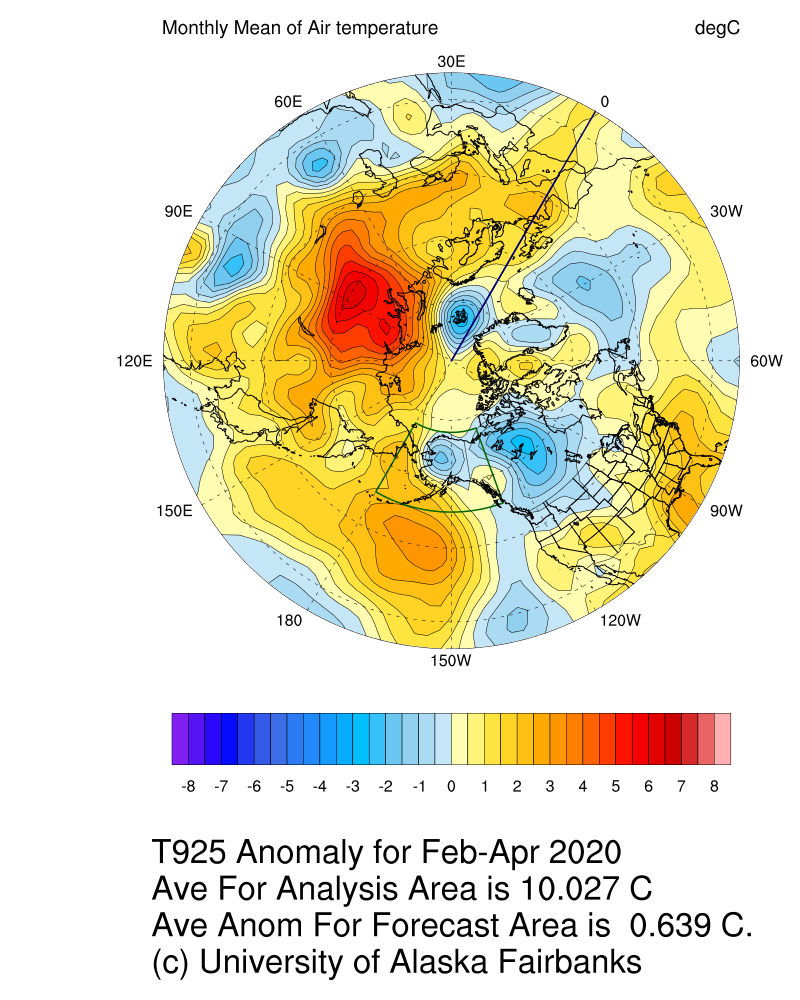 Monthly Mean of Air temperature degC
30E
60E 0
90E 30W
120E 60W
150E 90W
180 120W
150W
-8 -7 -6 -5 -4 -3 -2 -1 0 1 2 3 4 5 6 7 8
T925 Anomaly for Feb-Apr 2020
Ave For Analysis Area is 10.027 C
Ave Anom For Forecast Area is  0.639 C.
(c) University of Alaska Fairbanks